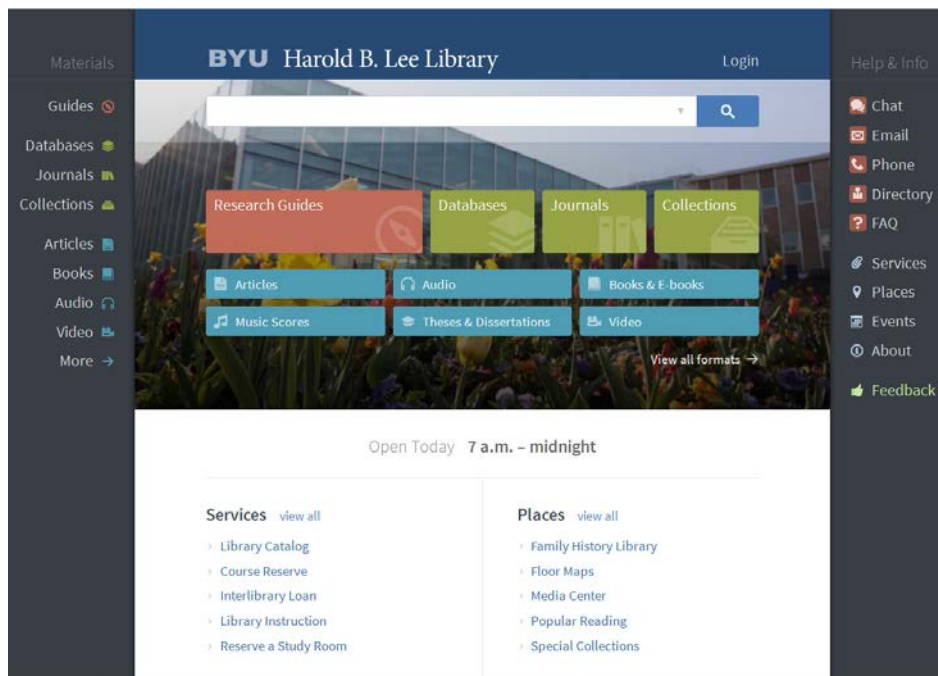 Materials
Guides
Databases
Journals
Collections
Articles
Books
Audio
Video
More →
BYU Harold B. Lee Library
Login
Research Guides
Databases
Journals
Collections
Articles
Audio
Books & E-books
Music Scores
Theses & Dissertations
Video
View all formats →
Open Today 7 a.m. – midnight
Services view all
Library Catalog
Course Reserve
Interlibrary Loan
Library Instruction
Reserve a Study Room
Places view all
Family History Library
Floor Maps
Media Center
Popular Reading
Special Collections
Help & Info
Chat
Email
Phone
Directory
FAQ
Services
Places
Events
About
Feedback